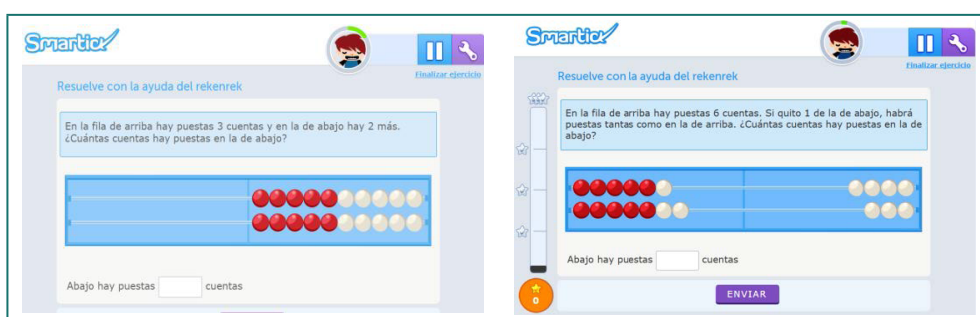 Smartick
Finalizar ejercicio
Resuelve con la ayuda del rekenrek
En la fila de arriba hay puestas 3 cuentas y en la de abajo hay 2 más.
¿Cuántas cuentas hay puestas en la de abajo?
Abajo hay puestas cuentas
Smartick
Finalizar ejercicio
Resuelve con la ayuda del rekenrek
En la fila de arriba hay puestas 6 cuentas. Si quito 1 de la de abajo, habrá
puestas tantas como en la de arriba. ¿Cuántas cuentas hay puestas en la de
abajo?
Abajo hay puestas cuentas
ENVIAR
0